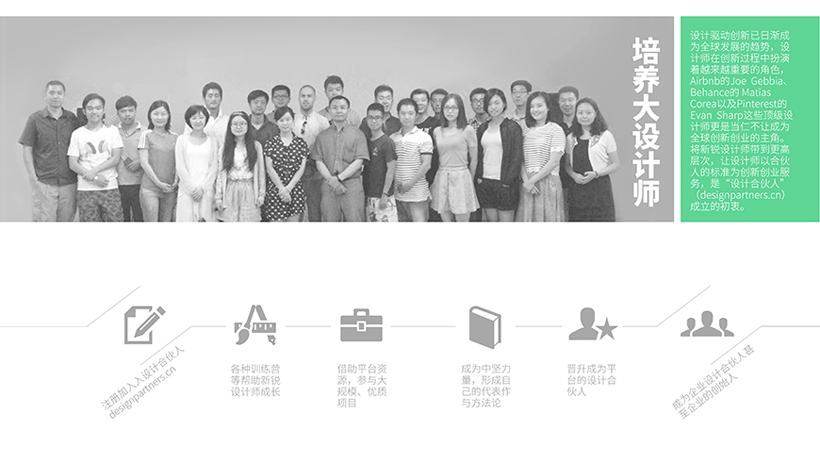 培养大设计师
设计驱动创新已日渐成
为全球发展的趋势，设
计师在创新过程中扮演
着越来越重要的角色，
Airbnb的Joe Gebbia、
Behance的 Matias
Corea以及Pinterest的
Evan Sharp这些顶级设
计师更是当仁不让成为
全球创新创业的主角。
将新锐设计师带到更高
层次，让设计师以合伙
人的标准为创新创业服
务，是“设计合伙人”
（designpartners.cn）
成立的初衷。
注册加入入设计合伙人
designpartners.cn
各种训练营
等帮助新锐
设计师成长
借助平台资
源，参与大
规模、优质
项目
成为中坚力
量，形成自
己的代表作
与方法论
晋升成为平
台的设计合
伙人
成为企业设计合伙人甚
至企业的创始人